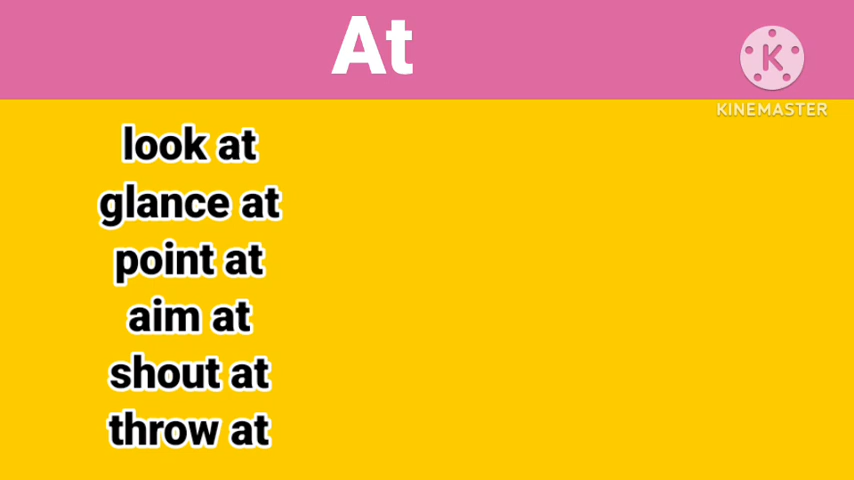 At
K
KINEMASTER
look at
glance at
point at
aim at
shout at
throw at